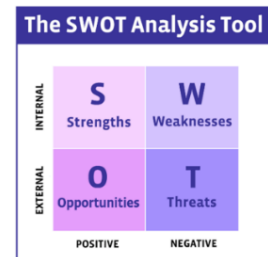 The SWOT Analysis Tool
INTERNAL
S
Strengths
W
Weaknesses
EXTERNAL
O
Opportunities
T
Threats
POSITIVE
NEGATIVE